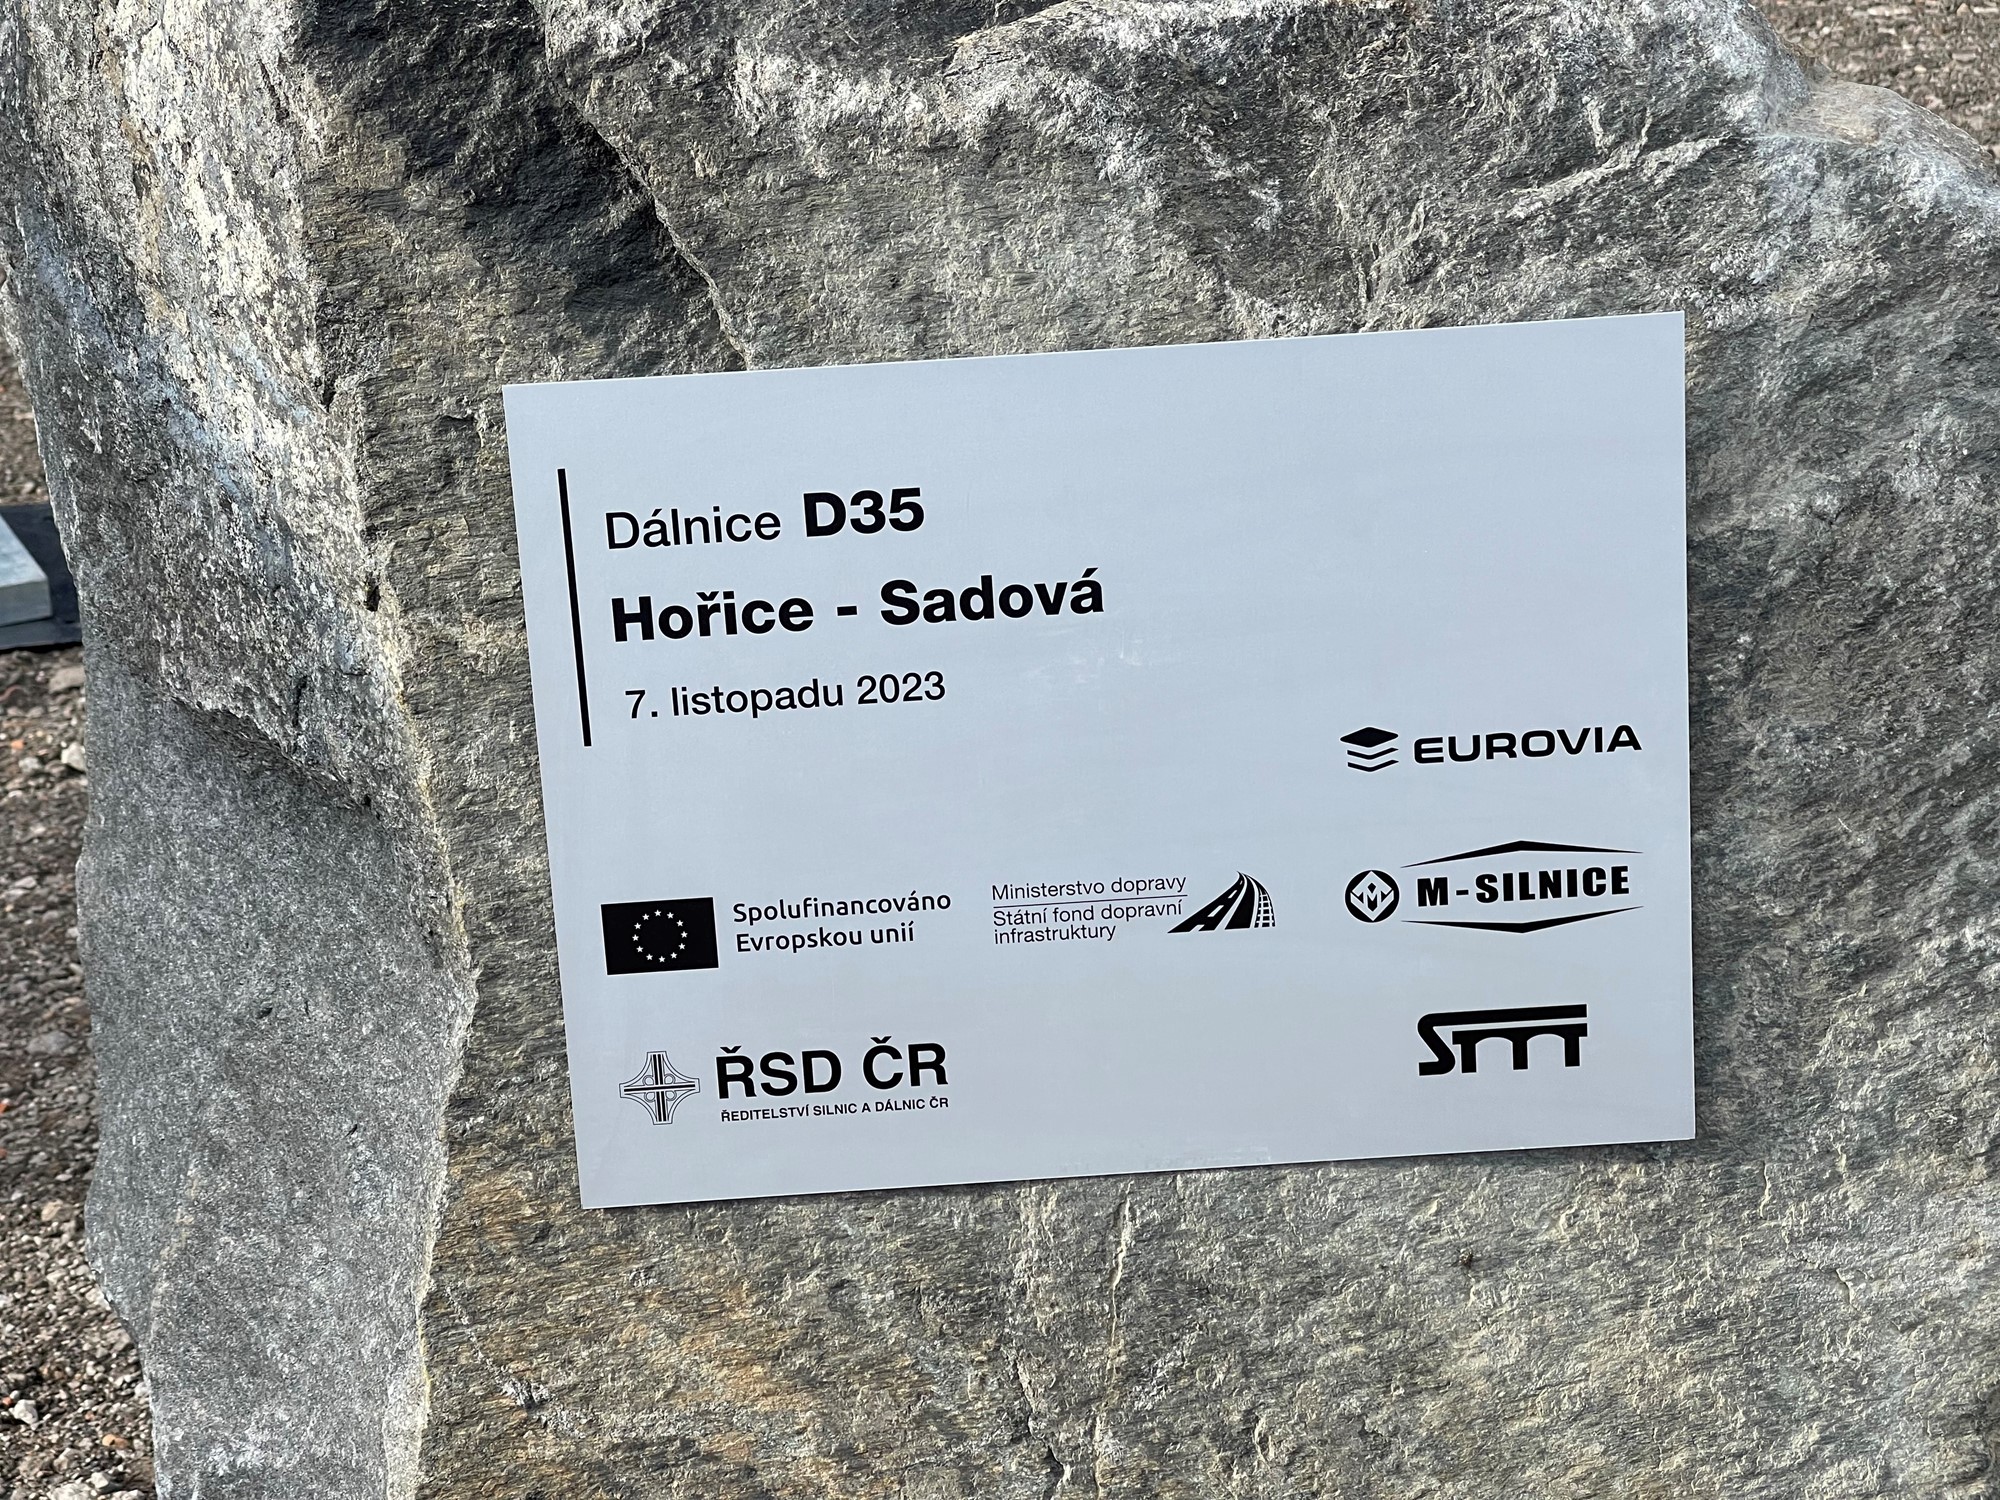 Dálnice D35
Hořice - Sadová
7. listopadu 2023
EUROVIA
Spolufinancováno
Evropskou unií
Ministerstvo dopravy
Státní fond dopravní
infrastruktury
M-SILNICE
ŘSD ČR
ŘEDITELSTVÍ SILNIC A DÁLNIC ČR